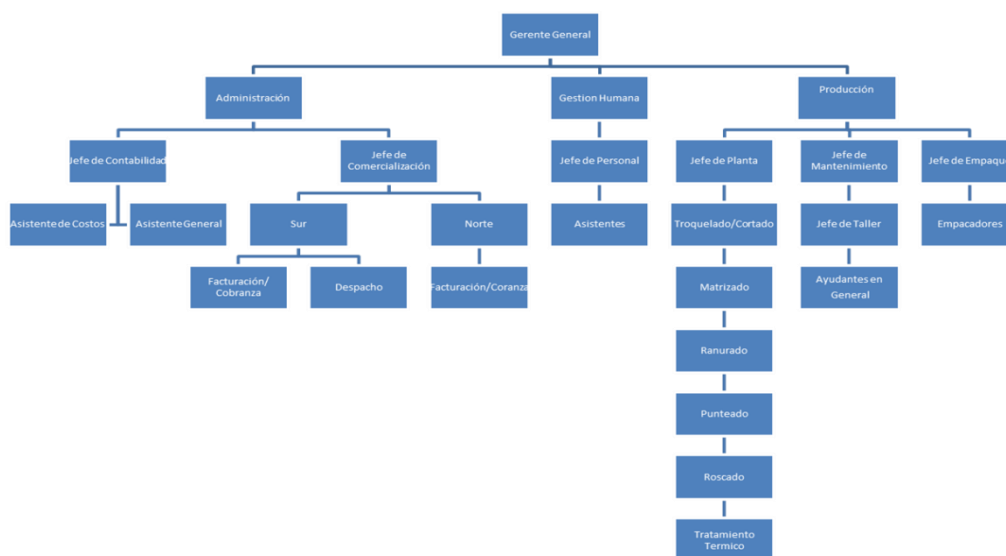 Gerente General
Administración
Gestion Humana
Producción
Jefe de Contabilidad
Jefe de
Comercialización
Jefe de Personal
Jefe de Planta
Jefe de
Mantenimiento
Jefe de Empaque
Asistente de Costos
Asistente General
Sur
Norte
Asistentes
Troquelado/Cortado
Jefe de Taller
Empacadores
Facturación/
Cobranza
Despacho
Facturación/Coranza
Matrizado
Ayudantes en
General
Ranurado
Punteado
Roscado
Tratamiento
Termico